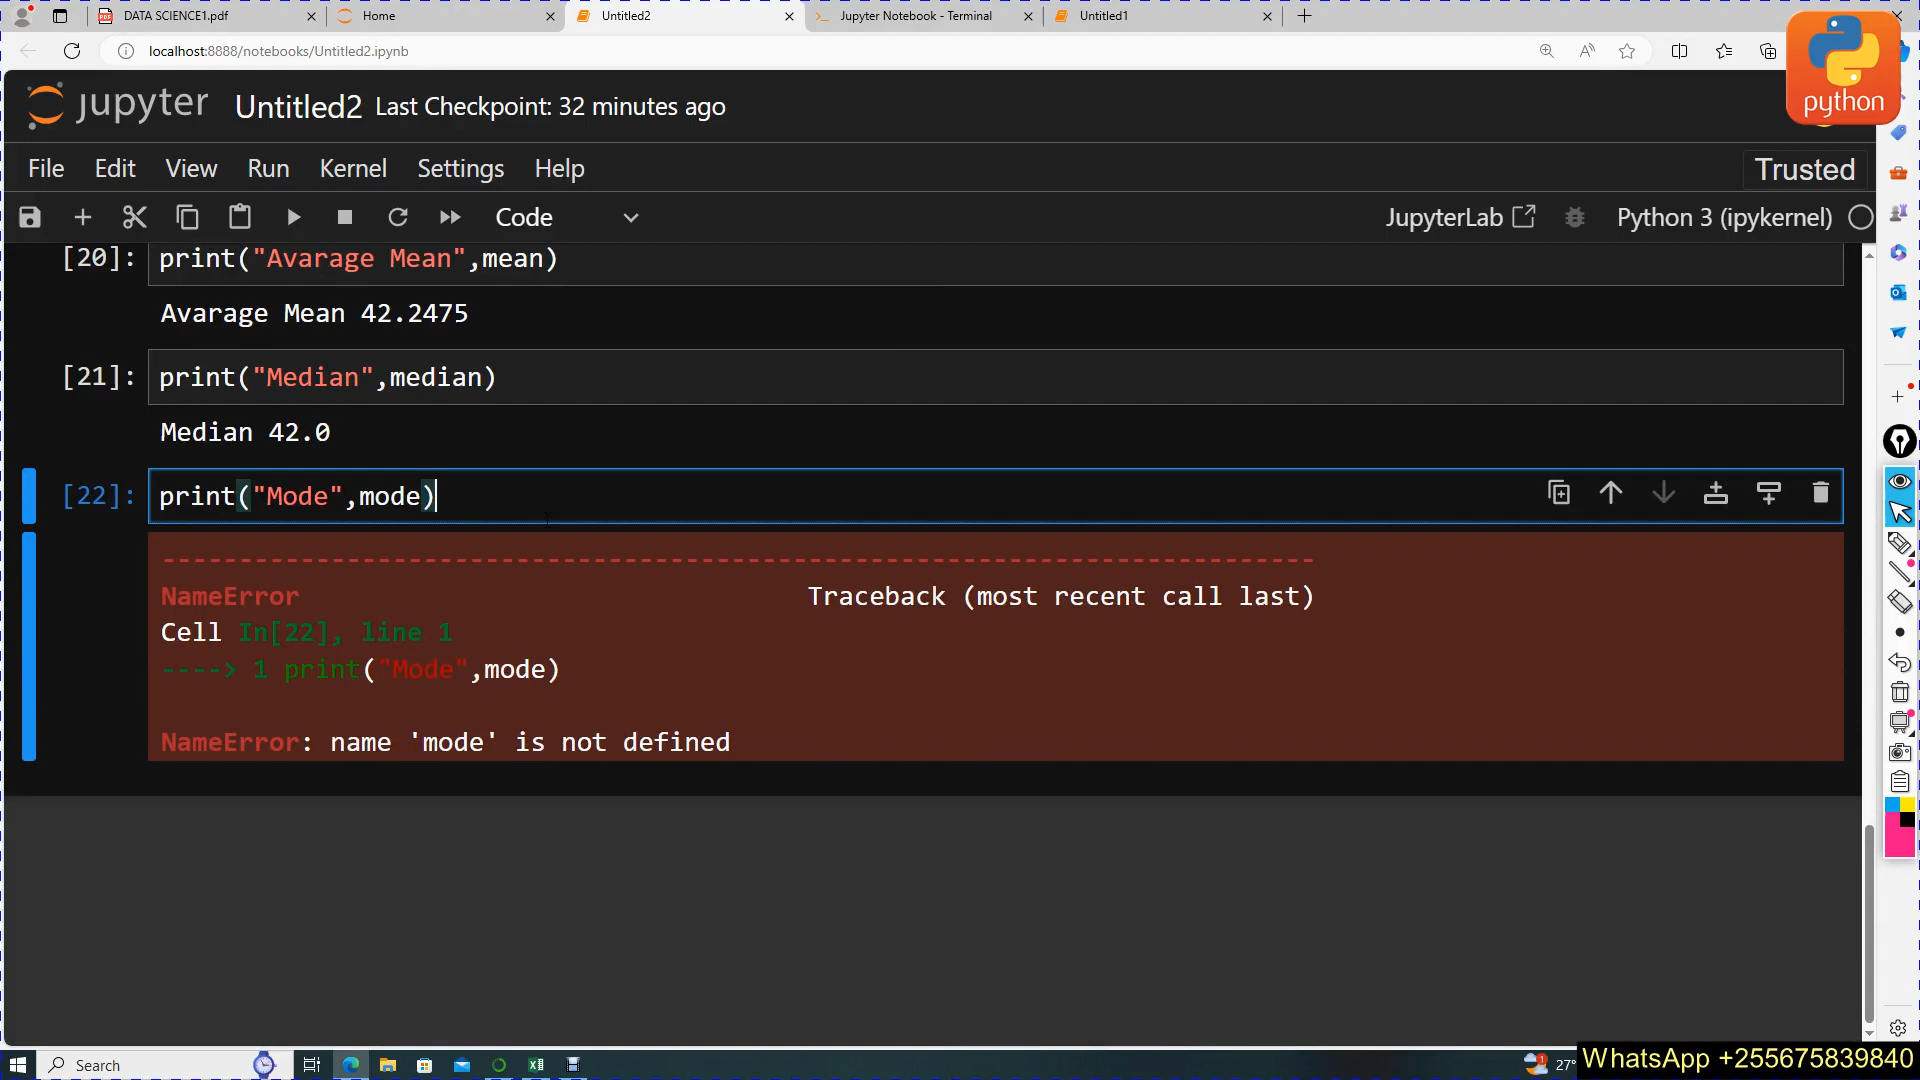 DATA SCIENCE1.pdf
Home
Untitled2
Jupyter Notebook - Terminal
Untitled1
localhost:8888/notebooks/Untitled2.ipynb
python
jupyter Untitled2 Last Checkpoint: 32 minutes ago
File Edit View Run Kernel Settings Help
Trusted
Code
JupyterLab
Python 3 (ipykernel)
[20]: print("Avarage Mean",mean)
Avarage Mean 42.2475
[21]: print("Median",median)
Median 42.0
[22]: print("Mode",mode)
---------------------------------------------------------------------------
NameError Traceback (most recent call last)
Cell In[22], line 1
----> 1 print("Mode",mode)
NameError: name 'mode' is not defined
Search
1
27°
WhatsApp +255675839840